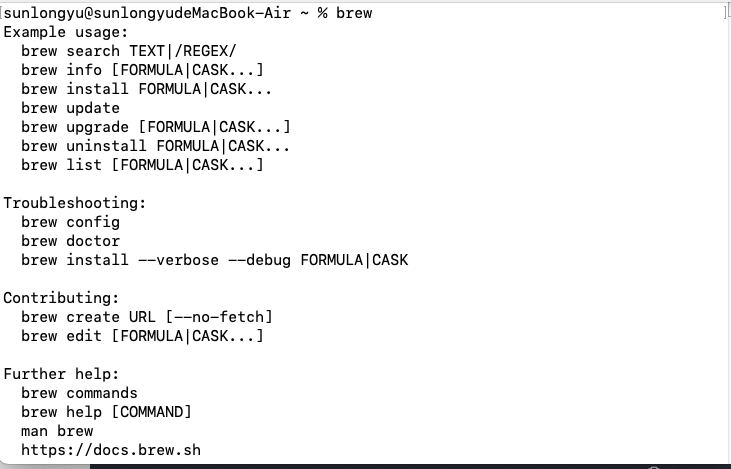 [sunlongyu@sunlongyudeMacBook-Air ~ % brew ]
Example usage:
  brew search TEXT|/REGEX/
  brew info [FORMULA|CASK...]
  brew install FORMULA|CASK...
  brew update
  brew upgrade [FORMULA|CASK...]
  brew uninstall FORMULA|CASK...
  brew list [FORMULA|CASK...]

Troubleshooting:
  brew config
  brew doctor
  brew install --verbose --debug FORMULA|CASK

Contributing:
  brew create URL [--no-fetch]
  brew edit [FORMULA|CASK...]

Further help:
  brew commands
  brew help [COMMAND]
  man brew
  https://docs.brew.sh